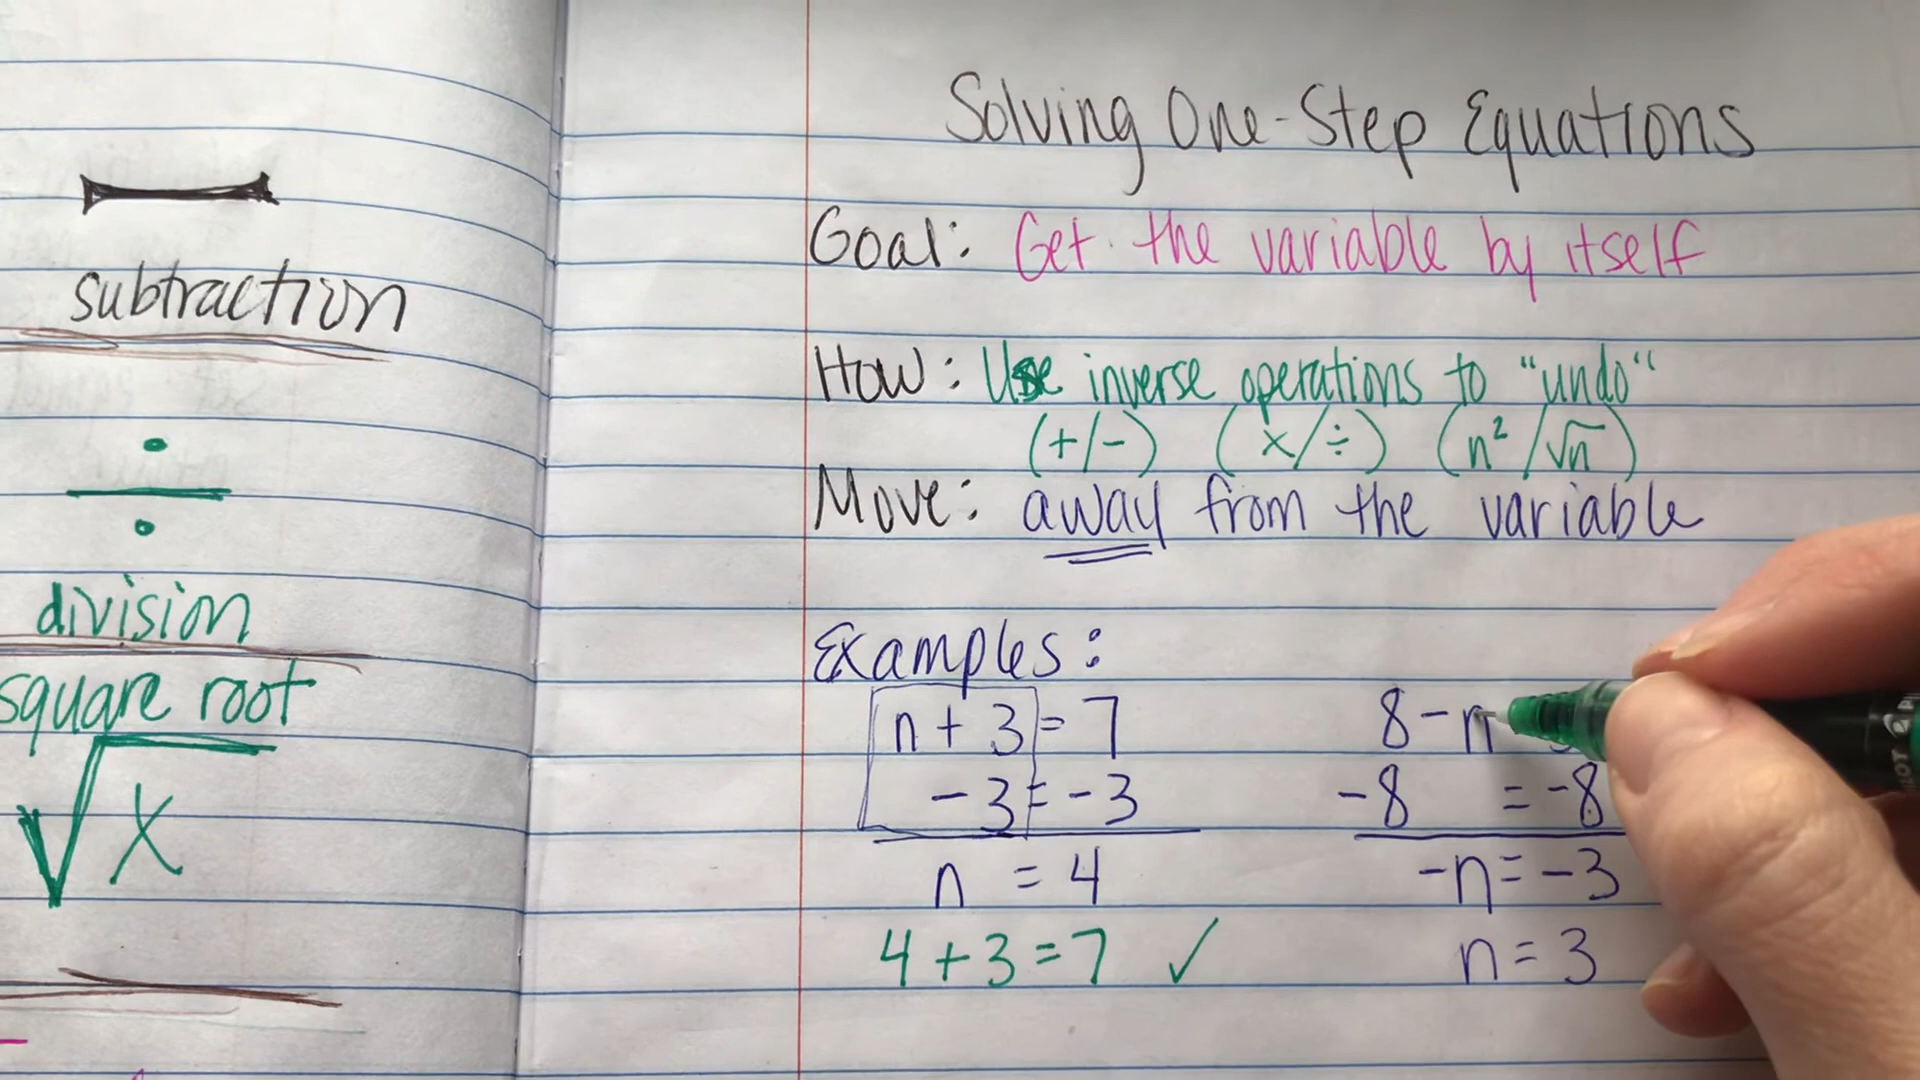 subtraction
÷
division
square root
√x
Solving One-Step Equations
Goal: Get the variable by itself
How: Use inverse operations to "undo"
(+/-) (x/÷) (n²/√n)
Move: away from the variable
Examples:
n + 3 = 7
- 3 = -3
n = 4
4 + 3 = 7 ✓
8 - n
-8 = -8
-n = -3
n = 3